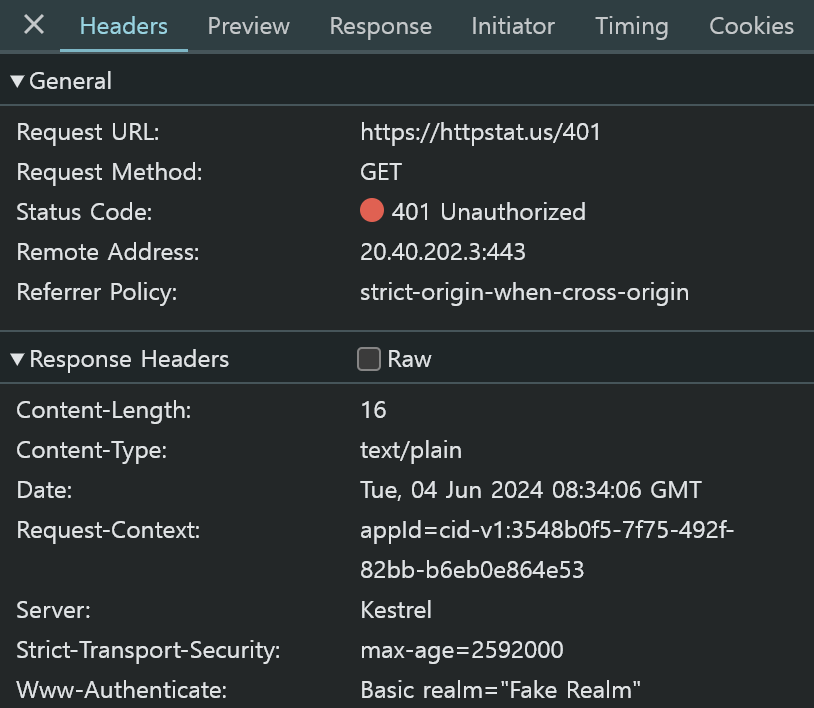 Headers Preview Response Initiator Timing Cookies
General
Request URL: https://httpstat.us/401
Request Method: GET
Status Code: 401 Unauthorized
Remote Address: 20.40.202.3:443
Referrer Policy: strict-origin-when-cross-origin
Response Headers Raw
Content-Length: 16
Content-Type: text/plain
Date: Tue, 04 Jun 2024 08:34:06 GMT
Request-Context: appId=cid-v1:3548b0f5-7f75-492f-
82bb-b6eb0e864e53
Server: Kestrel
Strict-Transport-Security: max-age=2592000
Www-Authenticate: Basic realm="Fake Realm"